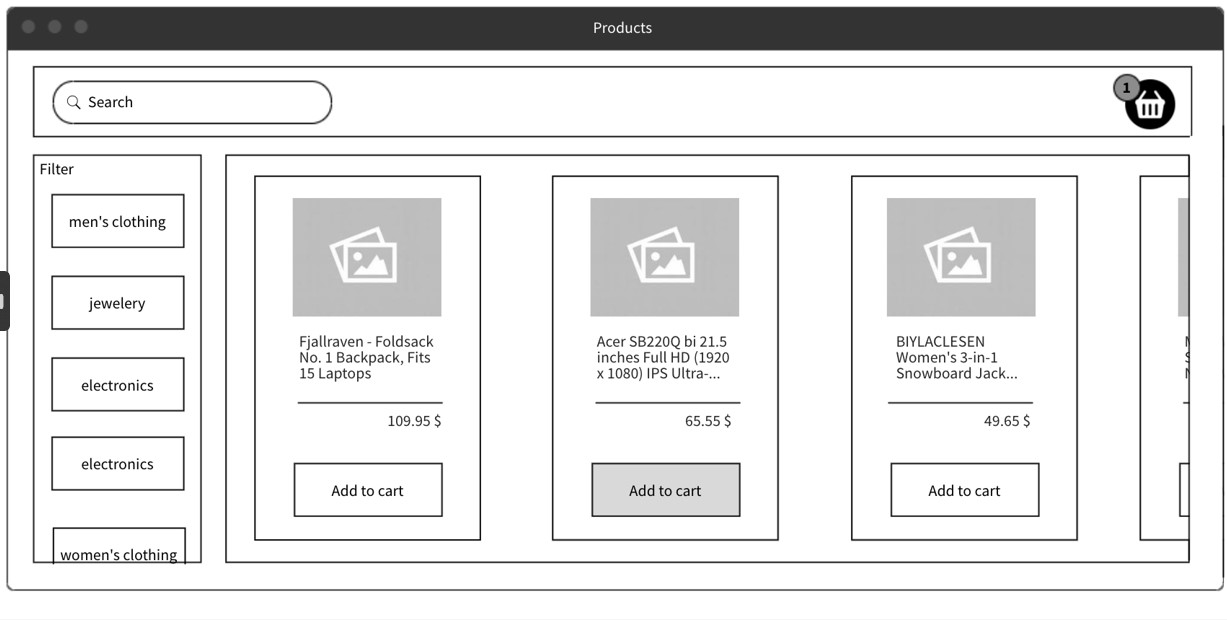 Products
Search
1
Filter
men's clothing
jewelery
electronics
electronics
women's clothing
Fjallraven - Foldsack
No. 1 Backpack, Fits
15 Laptops
109.95 $
Add to cart
Acer SB220Q bi 21.5
inches Full HD (1920
x 1080) IPS Ultra-...
65.55 $
Add to cart
BIYLACLESEN
Women's 3-in-1
Snowboard Jack...
49.65 $
Add to cart